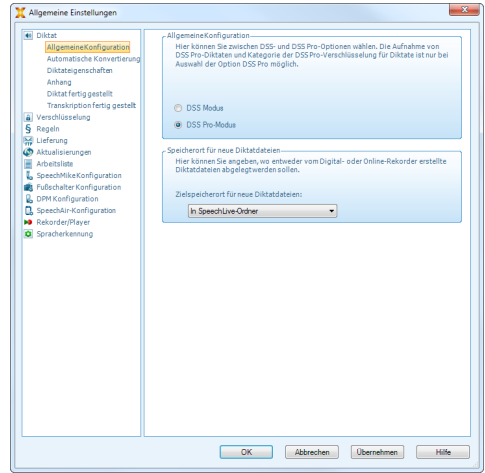 Allgemeine Einstellungen
Diktat
AllgemeineKonfiguration
Automatische Konvertierung
Diktateigenschaften
Anhang
Diktat fertig gestellt
Transkription fertig gestellt
Verschlüsselung
Regeln
Lieferung
Aktualisierungen
Arbeitsliste
SpeechMike Konfiguration
Fußschalter Konfiguration
DPM Konfiguration
SpeechAir-Konfiguration
Rekorder/Player
Spracherkennung
AllgemeineKonfiguration
Hier können Sie zwischen DSS- und DSS Pro-Optionen wählen. Die Aufnahme von
DSS Pro-Diktaten und Kategorie der DSS Pro-Verschlüsselung für Diktate ist nur bei
Auswahl der Option DSS Pro möglich.
DSS Modus
DSS Pro-Modus
Speicherort für neue Diktatdateien
Hier können Sie angeben, wo entweder vom Digital- oder Online-Rekorder erstellte
Diktatdateien abgelegt werden sollen.
Zielspeicherort für neue Diktatdateien:
In SpeechLive-Ordner
OK
Abbrechen
Übernehmen
Hilfe